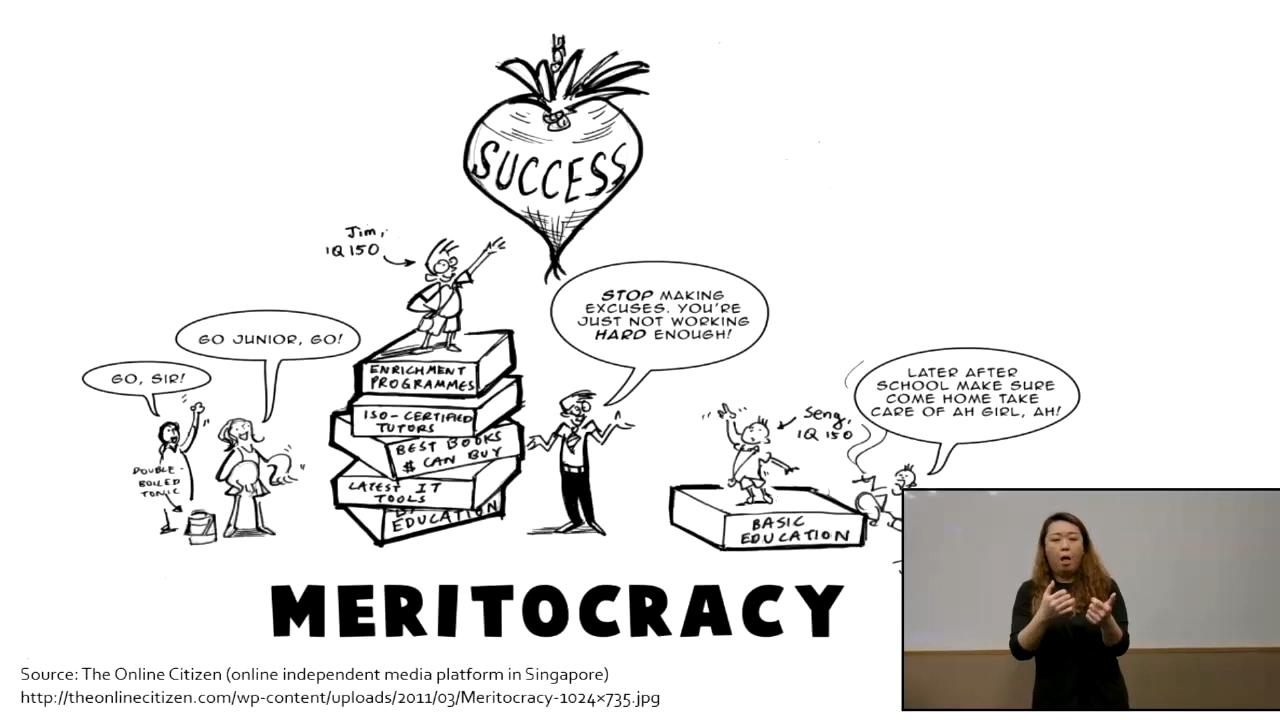 SUCCESS
Jim,
IQ 150
GO JUNIOR, GO!
GO, SIR!
DOUBLE-
BOILED
TONIC
STOP MAKING
EXCUSES. YOU'RE
JUST NOT WORKING
HARD ENOUGH!
ENRICHMENT
PROGRAMMES
ISO-CERTIFIED
TUTORS
BEST BOOKS
$ CAN BUY
LATEST IT
TOOLS
EDUCATION
Seng,
IQ 150
LATER AFTER
SCHOOL MAKE SURE
COME HOME TAKE
CARE OF AH GIRL, AH!
BASIC
EDUCATION
MERITOCRACY
Source: The Online Citizen (online independent media platform in Singapore)
http://theonlinecitizen.com/wp-content/uploads/2011/03/Meritocracy-1024x735.jpg